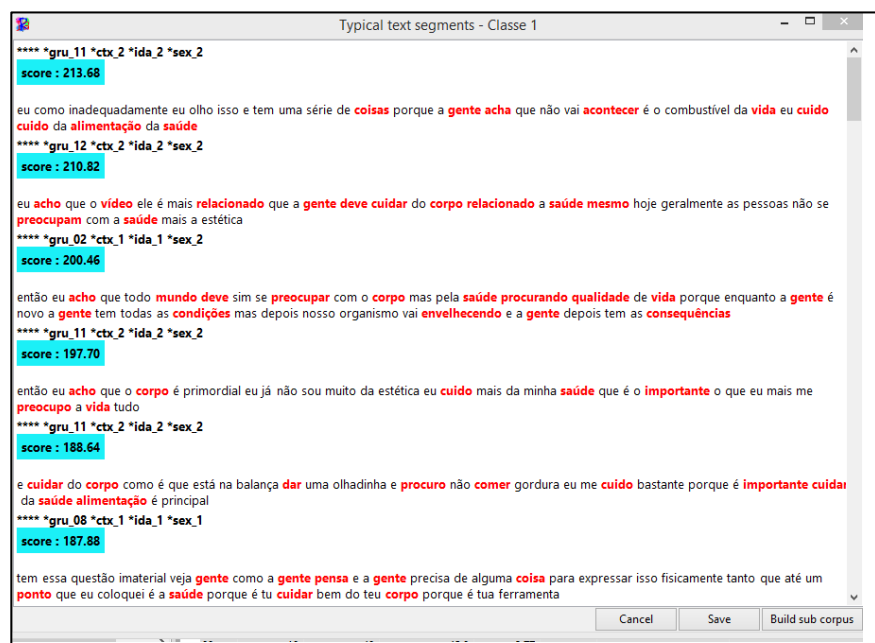 Typical text segments - Classe 1
**** *gru_11 *ctx_2 *ida_2 *sex_2
score : 213.68
eu como inadequadamente eu olho isso e tem uma série de coisas porque a gente acha que não vai acontecer é o combustível da vida eu cuido
cuido da alimentação da saúde
**** *gru_12 *ctx_2 *ida_2 *sex_2
score : 210.82
eu acho que o vídeo ele é mais relacionado que a gente deve cuidar do corpo relacionado a saúde mesmo hoje geralmente as pessoas não se
preocupam com a saúde mais a estética
**** *gru_02 *ctx_1 *ida_1 *sex_2
score : 200.46
então eu acho que todo mundo deve sim se preocupar com o corpo mas pela saúde procurando qualidade de vida porque enquanto a gente é
novo a gente tem todas as condições mas depois nosso organismo vai envelhecendo e a gente depois tem as consequências
**** *gru_11 *ctx_2 *ida_2 *sex_2
score : 197.70
então eu acho que o corpo é primordial eu já não sou muito da estética eu cuido mais da minha saúde que é o importante o que eu mais me
preocupo a vida tudo
**** *gru_11 *ctx_2 *ida_2 *sex_2
score : 188.64
e cuidar do corpo como é que está na balança dar uma olhadinha e procuro não comer gordura eu me cuido bastante porque é importante cuidar
da saúde alimentação é principal
**** *gru_08 *ctx_1 *ida_1 *sex_1
score : 187.88
tem essa questão imaterial veja gente como a gente pensa e a gente precisa de alguma coisa para expressar isso fisicamente tanto que até um
ponto que eu coloquei é a saúde porque é tu cuidar bem do teu corpo porque é tua ferramenta
Cancel Save Build sub corpus